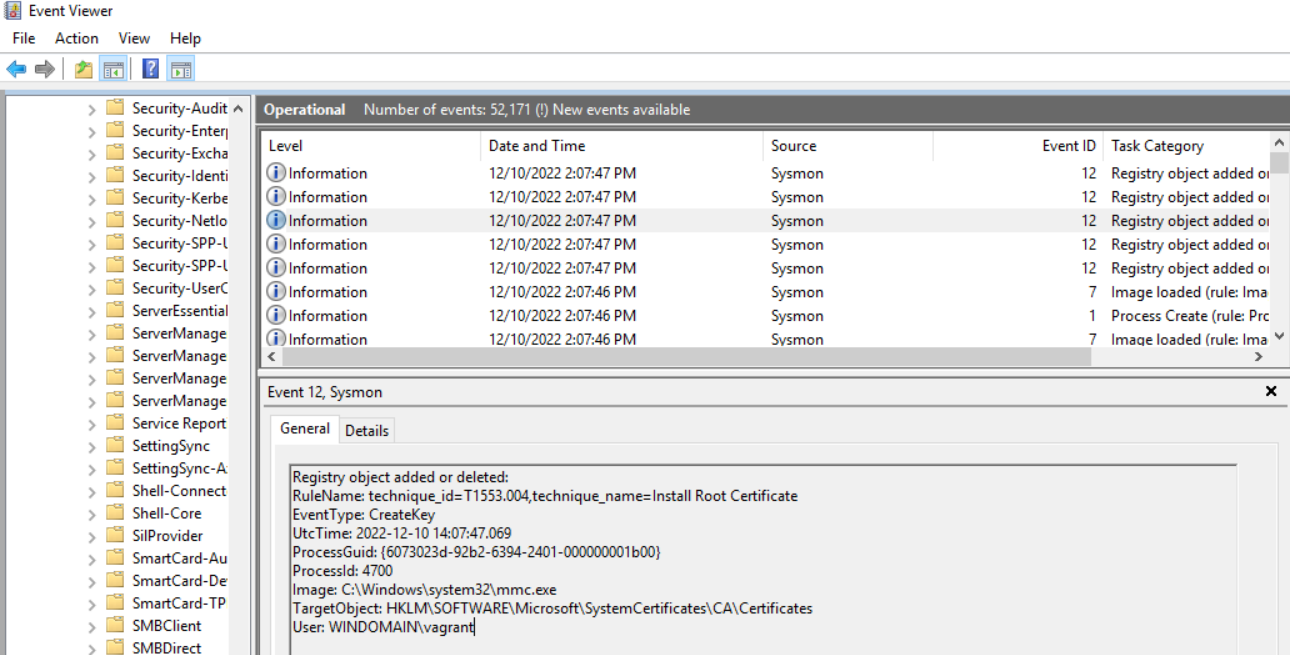 Event Viewer
File Action View Help
Security-Audit
Security-Enterp
Security-Excha
Security-Identi
Security-Kerbe
Security-Netlo
Security-SPP-U
Security-SPP-U
Security-UserC
ServerEssential
ServerManage
ServerManage
ServerManage
ServerManage
Service Report
SettingSync
SettingSync-A
Shell-Connect
Shell-Core
SilProvider
SmartCard-Au
SmartCard-De
SmartCard-TP
SMBClient
SMBDirect
Operational Number of events: 52,171 (!) New events available
Level Date and Time Source Event ID Task Category
Information 12/10/2022 2:07:47 PM Sysmon 12 Registry object added or
Information 12/10/2022 2:07:47 PM Sysmon 12 Registry object added or
Information 12/10/2022 2:07:47 PM Sysmon 12 Registry object added or
Information 12/10/2022 2:07:47 PM Sysmon 12 Registry object added or
Information 12/10/2022 2:07:47 PM Sysmon 12 Registry object added or
Information 12/10/2022 2:07:46 PM Sysmon 7 Image loaded (rule: Ima
Information 12/10/2022 2:07:46 PM Sysmon 1 Process Create (rule: Prc
Information 12/10/2022 2:07:46 PM Sysmon 7 Image loaded (rule: Ima
Event 12, Sysmon
General Details
Registry object added or deleted:
RuleName: technique_id=T1553.004,technique_name=Install Root Certificate
EventType: CreateKey
UtcTime: 2022-12-10 14:07:47.069
ProcessGuid: {6073023d-92b2-6394-2401-000000001b00}
ProcessId: 4700
Image: C:\Windows\system32\mmc.exe
TargetObject: HKLM\SOFTWARE\Microsoft\SystemCertificates\CA\Certificates
User: WINDOMAIN\vagrant